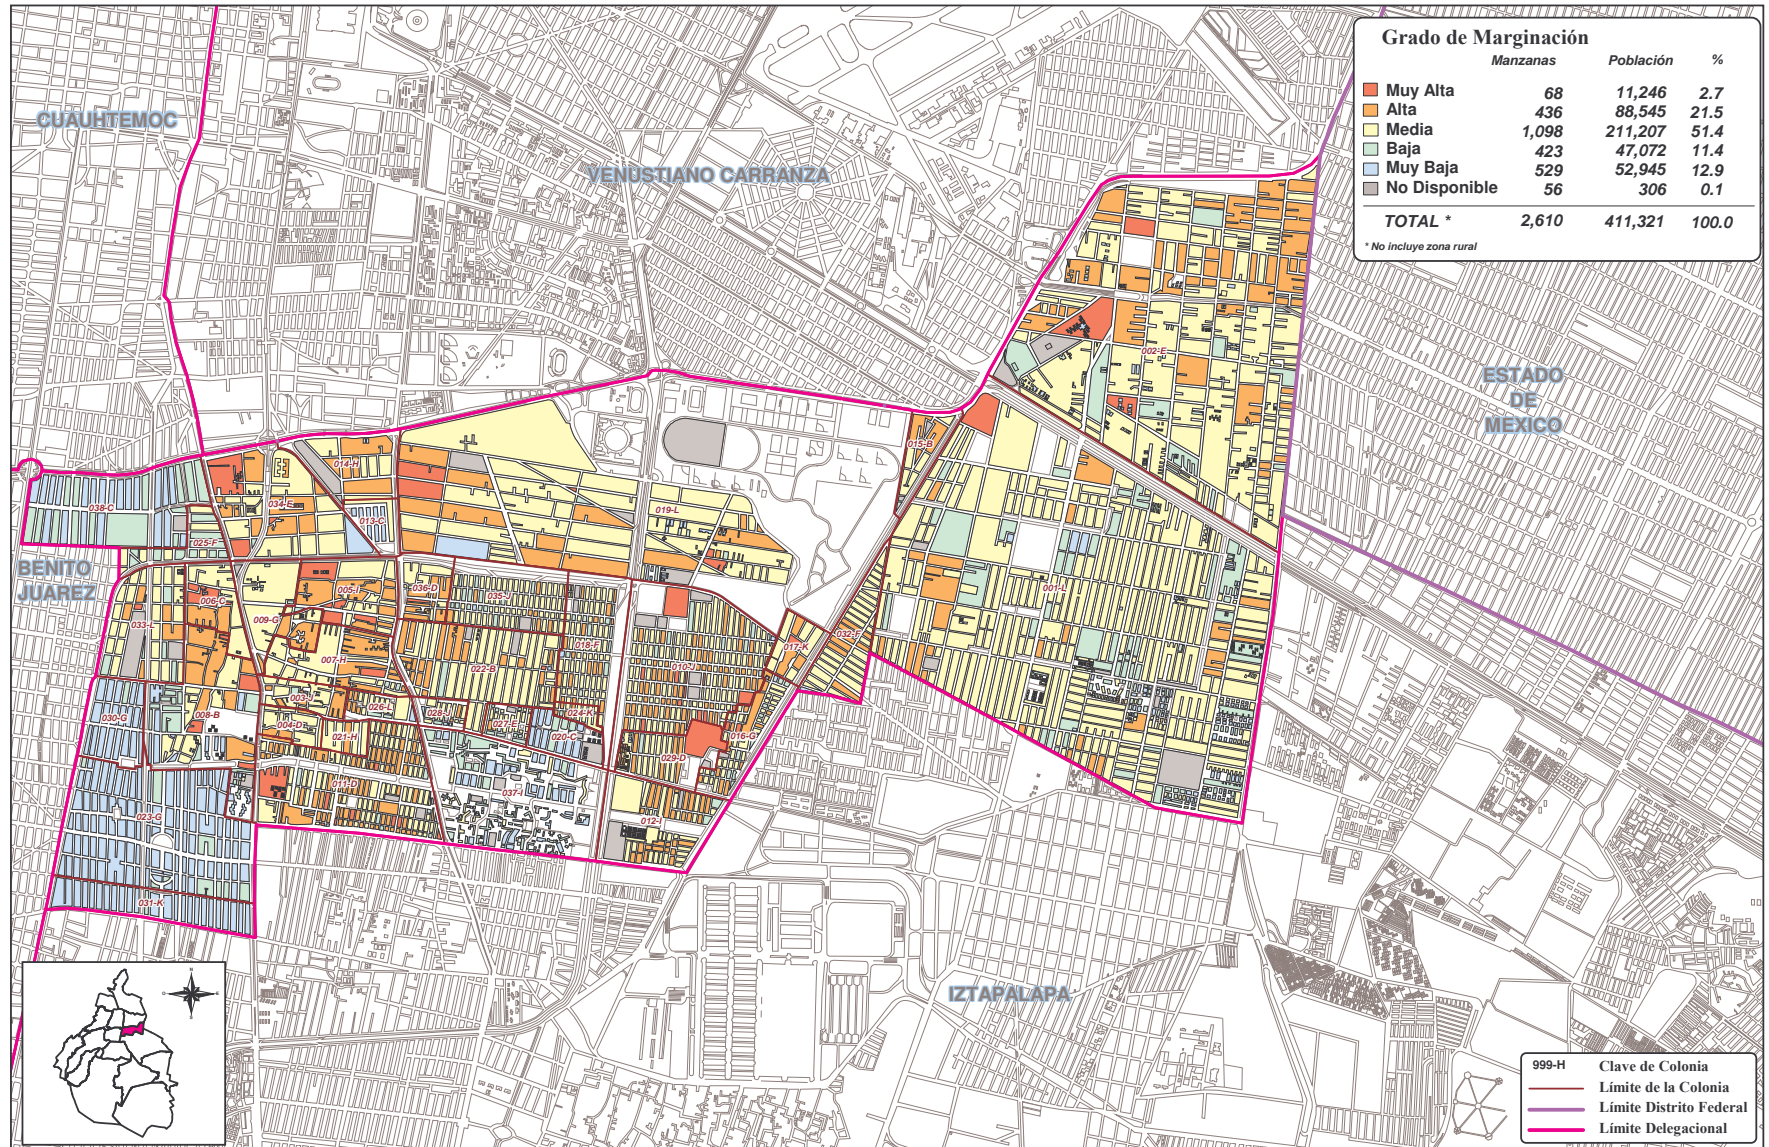 Grado de Marginación
Manzanas Población %
Muy Alta 68 11,246 2.7
Alta 436 88,545 21.5
Media 1,098 211,207 51.4
Baja 423 47,072 11.4
Muy Baja 529 52,945 12.9
No Disponible 56 306 0.1
TOTAL * 2,610 411,321 100.0
* No incluye zona rural
CUAUHTEMOC
VENUSTIANO CARRANZA
ESTADO
DE
MEXICO
BENITO
JUAREZ
IZTAPALAPA
002-E
015-B
014-H
034-E
038-C
013-C
019-L
025-F
001-L
036-D
035-J
005-I
006-C
009-G
033-L
032-F
017-K
018-F
007-H
022-B
010-J
003-J
026-L
028-J
024-K
030-G
008-B
004-D
027-E
020-C
016-G
021-H
029-D
011-D
037-I
023-G
012-I
031-K
999-H Clave de Colonia
Límite de la Colonia
Límite Distrito Federal
Límite Delegacional